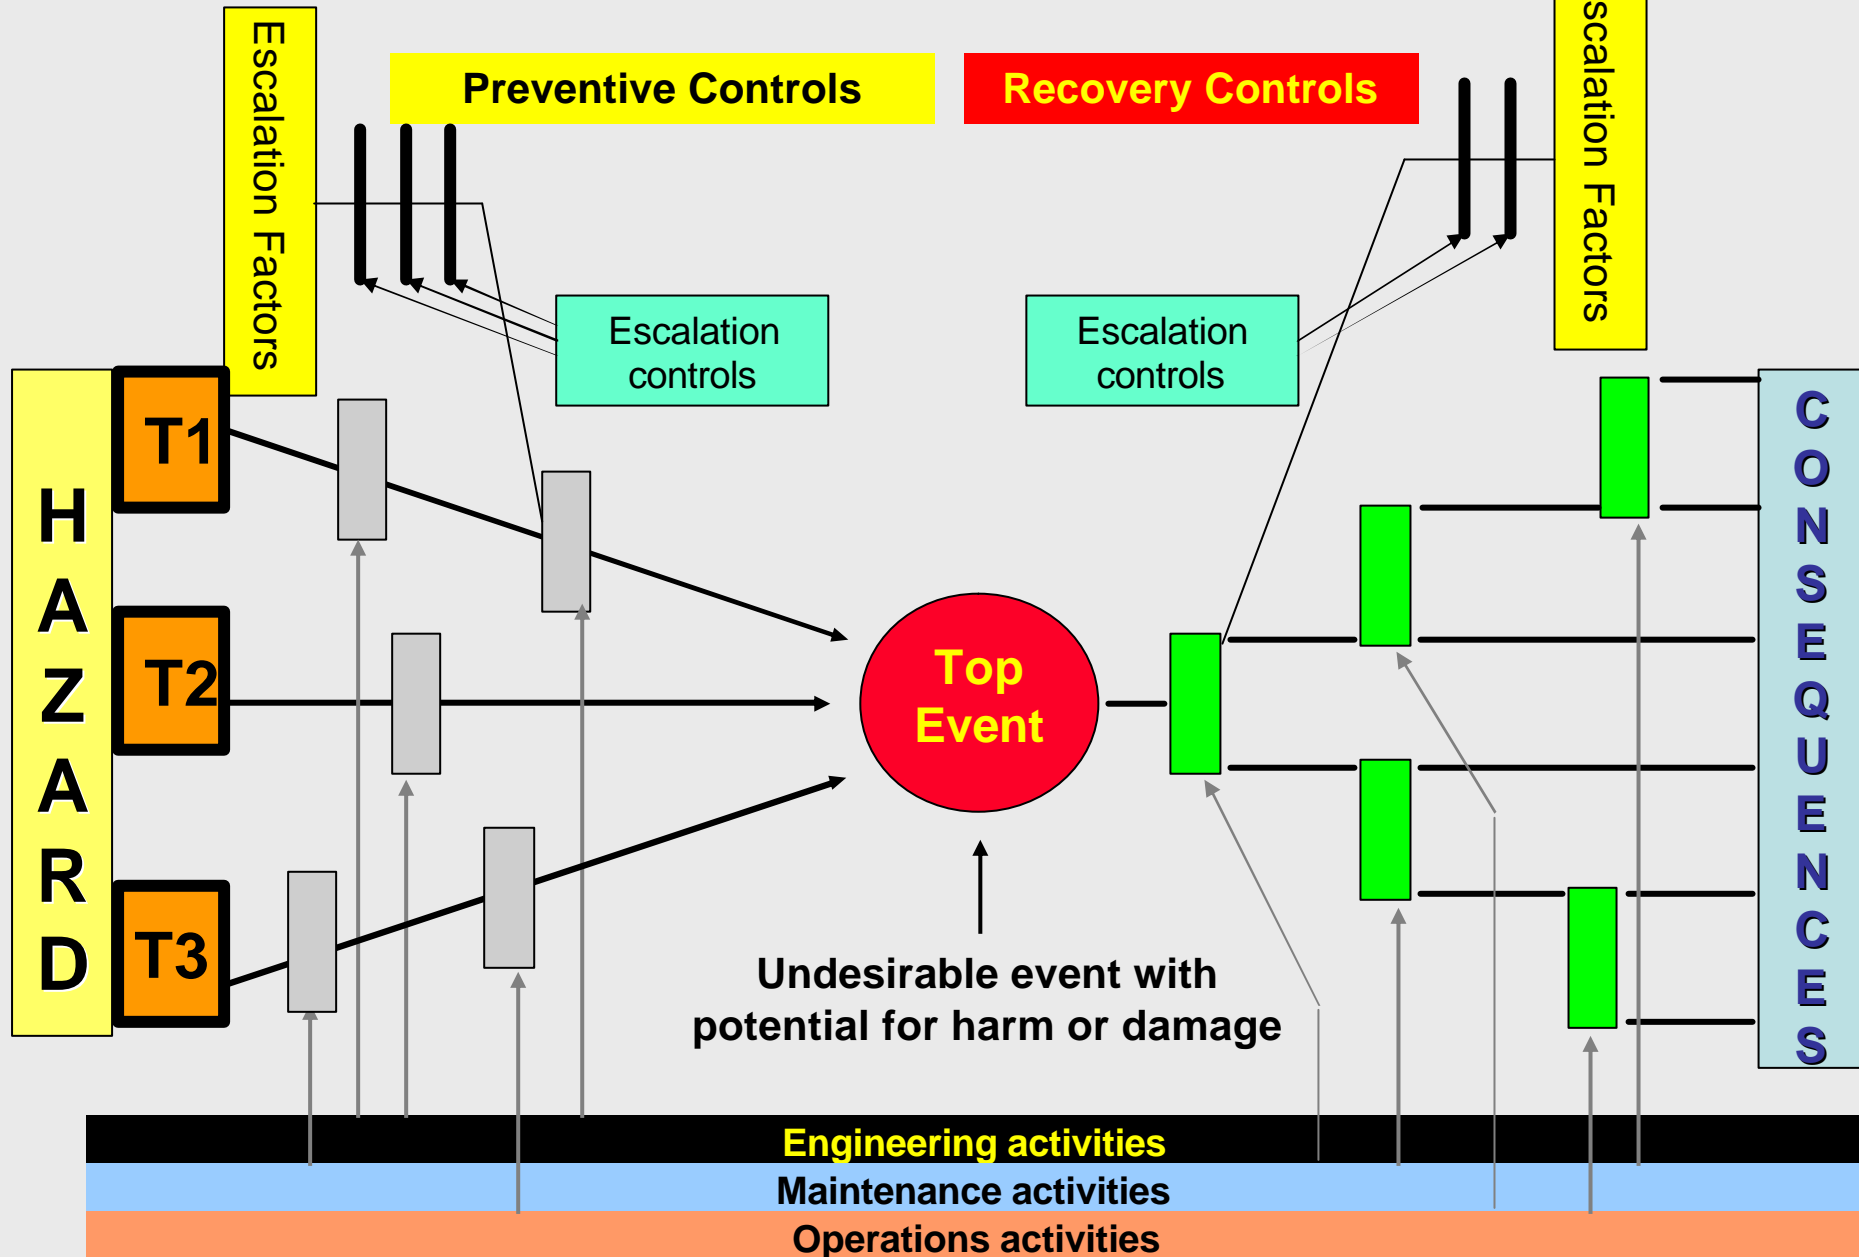 Escalation Factors
Preventive Controls
Recovery Controls
scalation Factors
Escalation
controls
Escalation
controls
HAZARD
T1
T2
T3
Top
Event
CONSEQUENCES
Undesirable event with
potential for harm or damage
Engineering activities
Maintenance activities
Operations activities